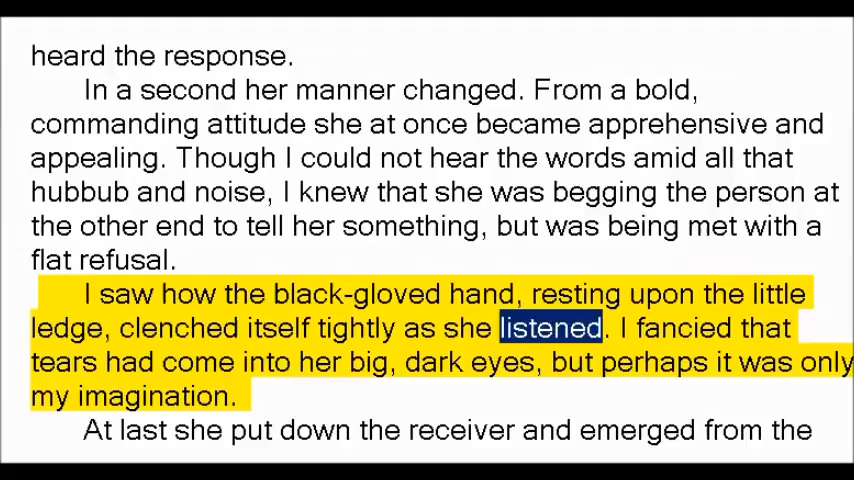 heard the response.
In a second her manner changed. From a bold,
commanding attitude she at once became apprehensive and
appealing. Though I could not hear the words amid all that
hubbub and noise, I knew that she was begging the person at
the other end to tell her something, but was being met with a
flat refusal.
I saw how the black-gloved hand, resting upon the little
ledge, clenched itself tightly as she listened. I fancied that
tears had come into her big, dark eyes, but perhaps it was only
my imagination.
At last she put down the receiver and emerged from the